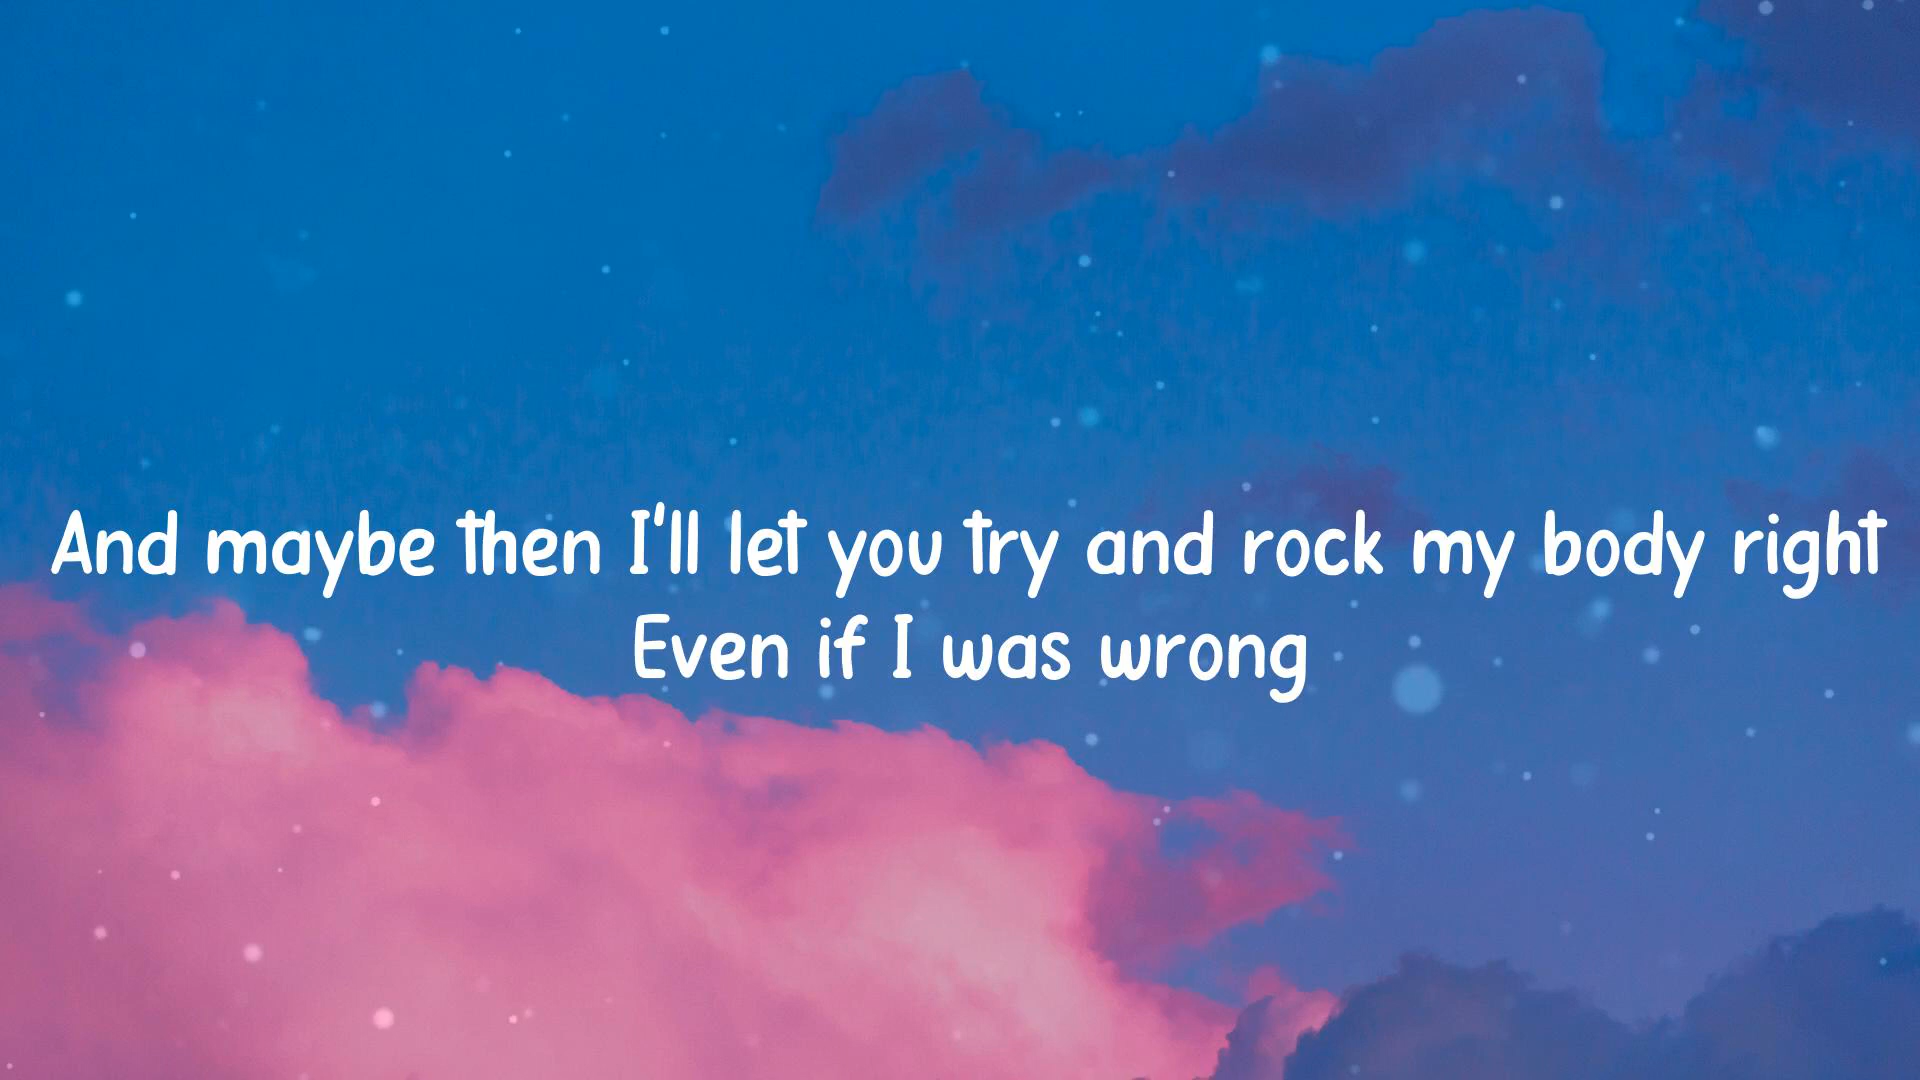 And maybe then I'll let you try and rock my body right
Even if I was wrong